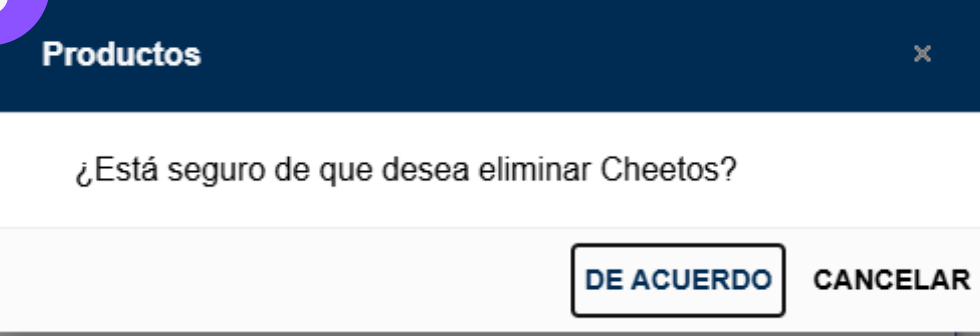 Productos ×
¿Está seguro de que desea eliminar Cheetos?
DE ACUERDO CANCELAR